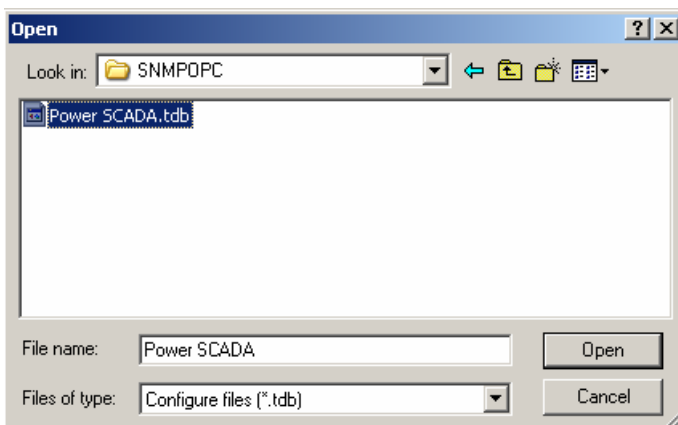 Open
Look in: SNMPOPC
Power SCADA.tdb
File name: Power SCADA Open
Files of type: Configure files (*.tdb) Cancel